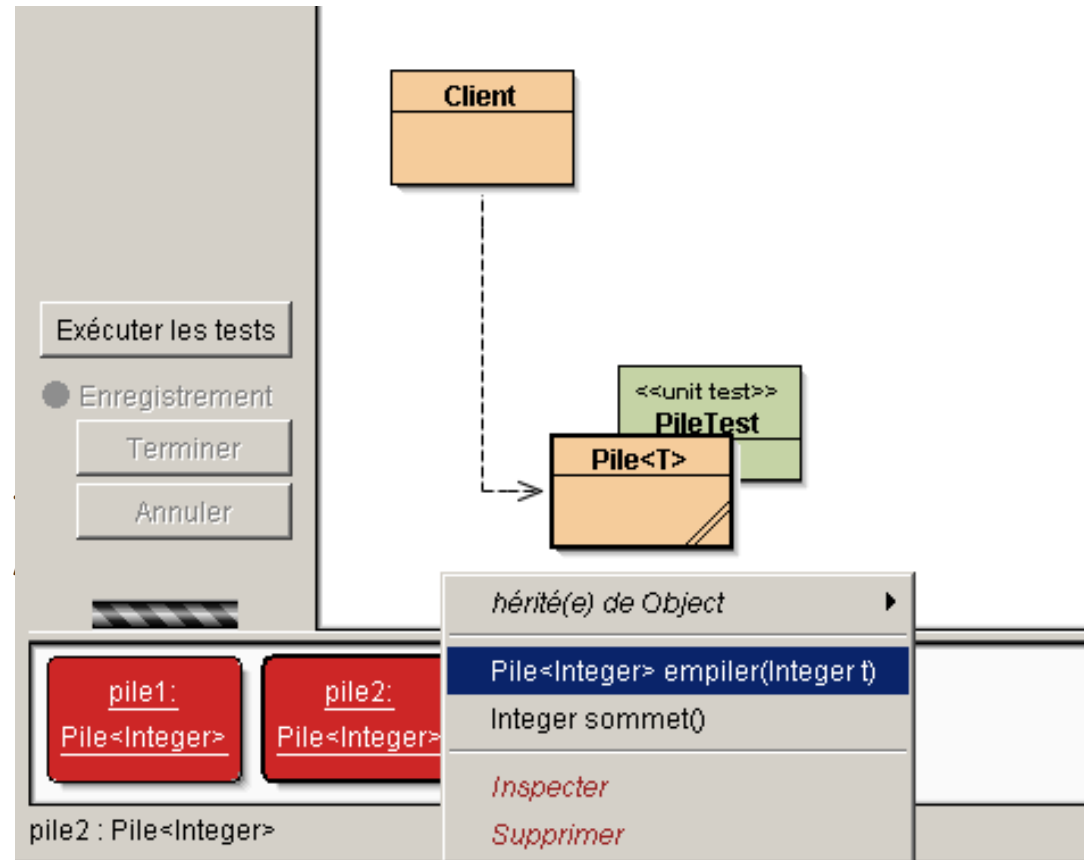 Client
Exécuter les tests
Enregistrement
Terminer
Annuler
<<unit test>>
PileTest
Pile<T>
hérité(e) de Object
Pile<Integer> empiler(Integer t)
Integer sommet()
Inspecter
Supprimer
pile1:
Pile<Integer>
pile2:
Pile<Integer>
pile2 : Pile<Integer>